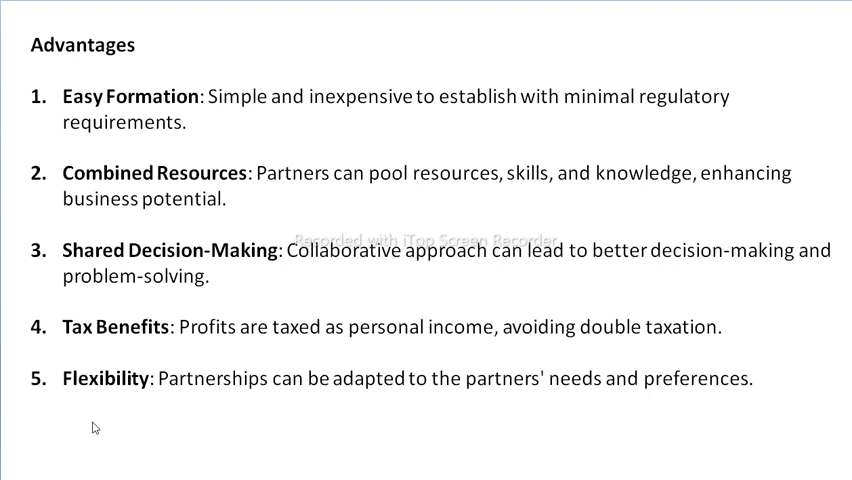 Advantages
1. Easy Formation: Simple and inexpensive to establish with minimal regulatory
requirements.
2. Combined Resources: Partners can pool resources, skills, and knowledge, enhancing
business potential.
Recorded with iTop Screen Recorder
3. Shared Decision-Making: Collaborative approach can lead to better decision-making and
problem-solving.
4. Tax Benefits: Profits are taxed as personal income, avoiding double taxation.
5. Flexibility: Partnerships can be adapted to the partners' needs and preferences.